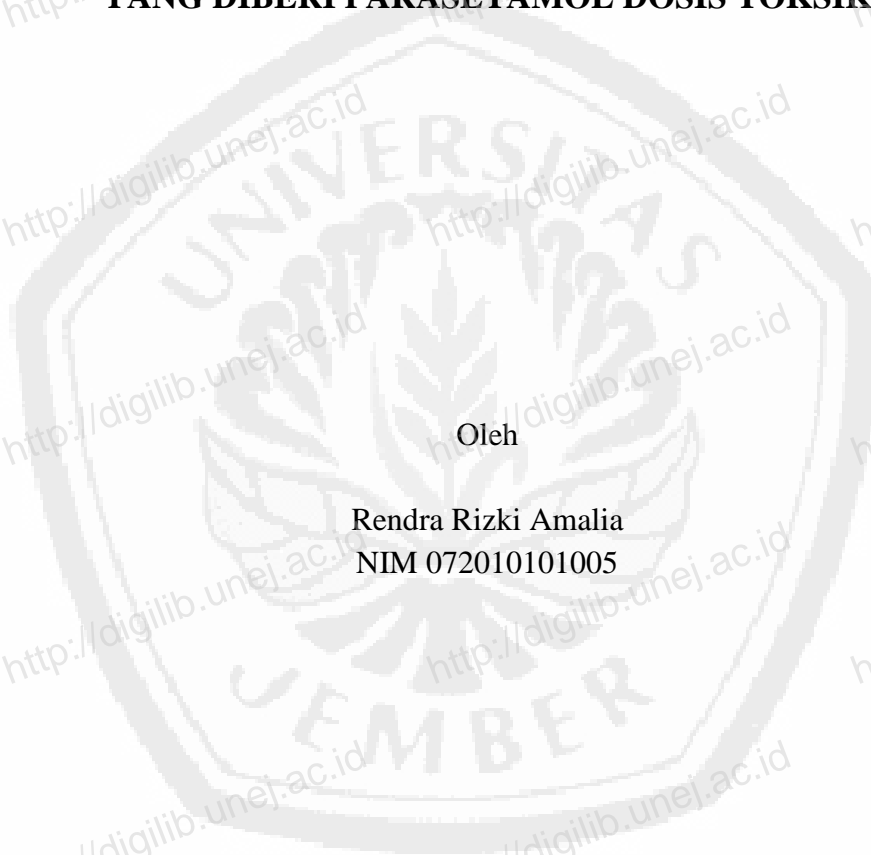 YANG DIBERI PARASETAMOL DOSIS TOKSIK
http://digilib.unej.ac.id
http://digilib.unej.ac.id
UNIVERSITAS
http://digilib.unej.ac.id
http://digilib.unej.ac.id
Oleh
Rendra Rizki Amalia
NIM 072010101005
http://digilib.unej.ac.id
http://digilib.unej.ac.id
JEMBER
//digilib.unej.ac.id
//digilib.unej.ac.id